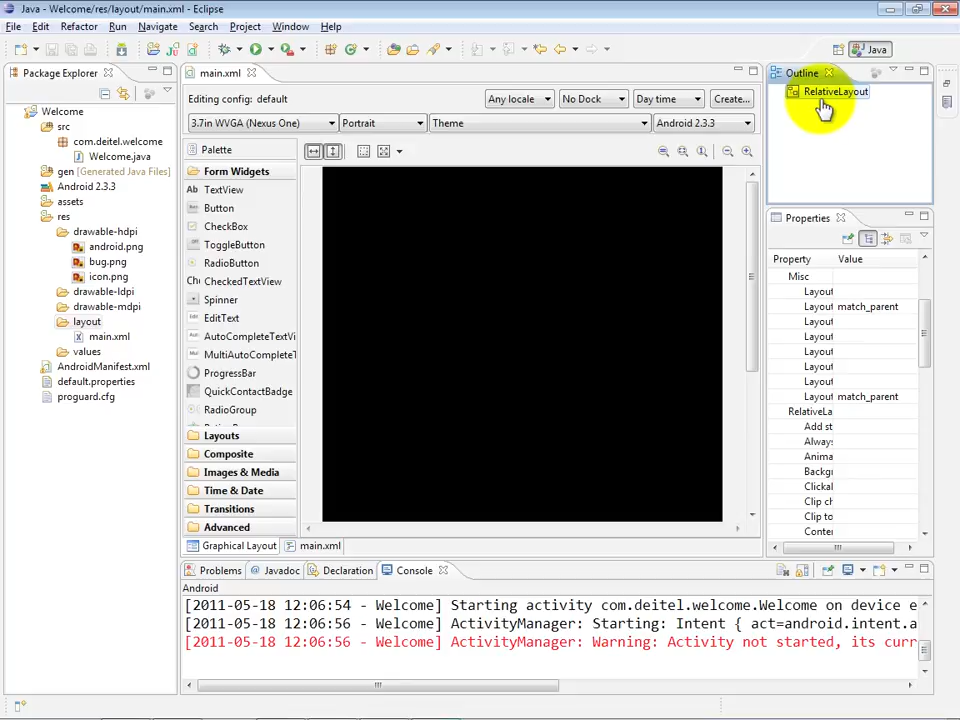 Java - Welcome/res/layout/main.xml - Eclipse
File Edit Refactor Run Navigate Search Project Window Help
Java
Package Explorer
Welcome
src
com.deitel.welcome
Welcome.java
gen [Generated Java Files]
Android 2.3.3
assets
res
drawable-hdpi
android.png
bug.png
icon.png
drawable-ldpi
drawable-mdpi
layout
main.xml
values
AndroidManifest.xml
default.properties
proguard.cfg
main.xml
Editing config: default
Any locale No Dock Day time Create...
3.7in WVGA (Nexus One) Portrait Theme Android 2.3.3
Palette
Form Widgets
Ab TextView
Button
CheckBox
ToggleButton
RadioButton
Ch CheckedTextView
Spinner
EditText
AutoCompleteTextVi
MultiAutoCompleteT
ProgressBar
QuickContactBadge
RadioGroup
Layouts
Composite
Images & Media
Time & Date
Transitions
Advanced
Graphical Layout main.xml
Outline
RelativeLayout
Properties
Property Value
Misc
Layout
Layout match_parent
Layout
Layout
Layout
Layout
Layout
Layout match_parent
RelativeLa
Add st
Always
Anima
Backgr
Clickal
Clip ch
Clip to
Conter
Problems Javadoc Declaration Console
Android
[2011-05-18 12:06:54 - Welcome] Starting activity com.deitel.welcome.Welcome on device e
[2011-05-18 12:06:56 - Welcome] ActivityManager: Starting: Intent { act=android.intent.a
[2011-05-18 12:06:56 - Welcome] ActivityManager: Warning: Activity not started, its curr